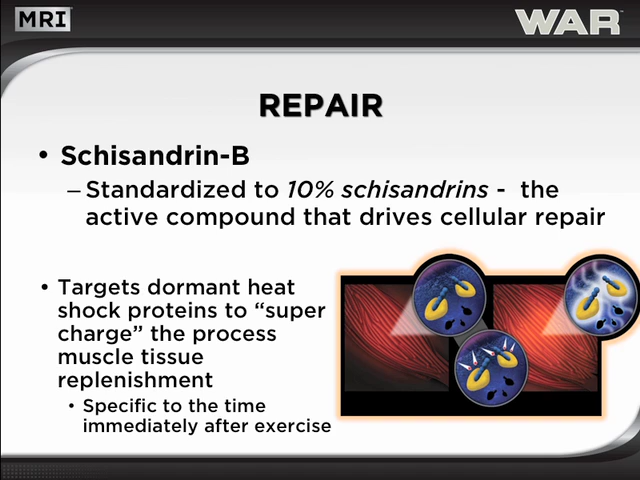 MRI
WAR
REPAIR
• Schisandrin-B
– Standardized to 10% schisandrins - the
active compound that drives cellular repair
• Targets dormant heat
shock proteins to “super
charge” the process
muscle tissue
replenishment
• Specific to the time
immediately after exercise